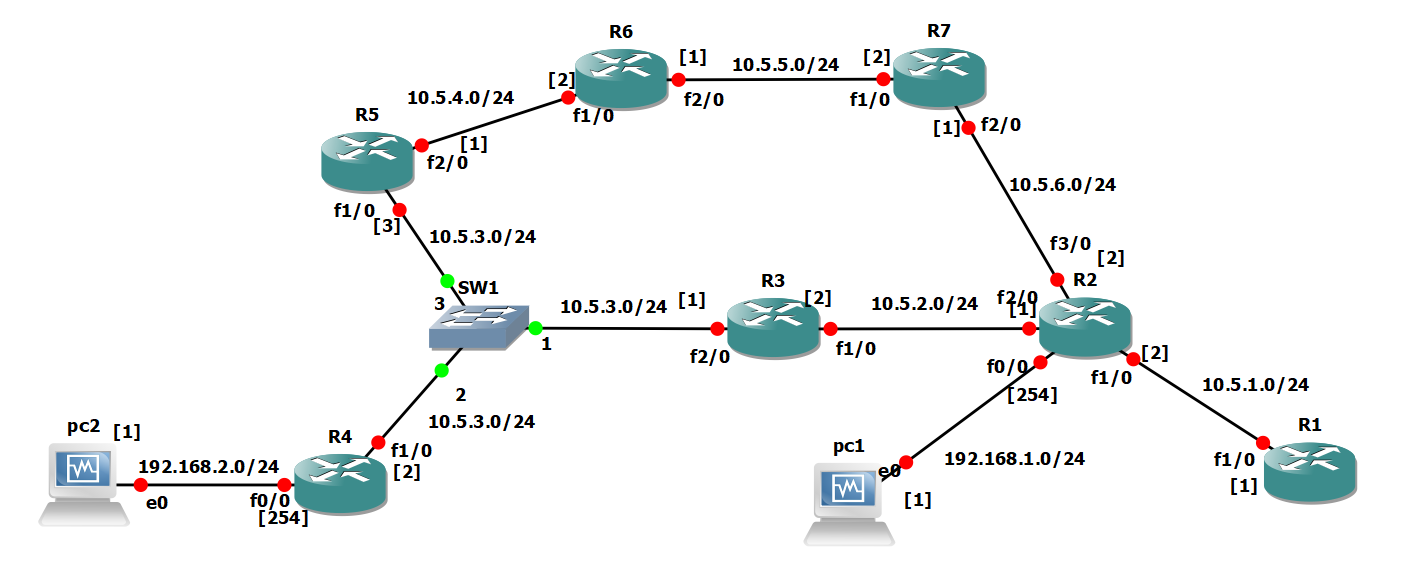 R6
R7
[1]
10.5.5.0/24
[2]
[2]
10.5.4.0/24
f2/0
f1/0
f1/0
R5
[1]
f2/0
[1]
f2/0
10.5.6.0/24
f1/0
[3]
10.5.3.0/24
f3/0
[2]
SW1
R3
R2
3
10.5.3.0/24
[1]
[2]
10.5.2.0/24
f2/0
[1]
1
f2/0
f1/0
f0/0
[2]
f1/0
[254]
10.5.1.0/24
2
10.5.3.0/24
pc2
[1]
R4
R1
f1/0
pc1
192.168.2.0/24
[2]
e0
192.168.1.0/24
f1/0
[1]
e0
f0/0
[254]
[1]